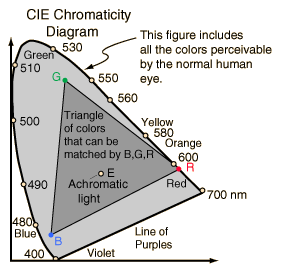 CIE Chromaticity
Diagram
This figure includes
all the colors perceivable
by the normal human
eye.
530
Green
510
G
550
560
500
Triangle
of colors
that can be
matched by B,G,R
Yellow
580
Orange
600
R
E
Achromatic
light
490
Red
700 nm
480
Blue
B
Line of
Purples
400
Violet